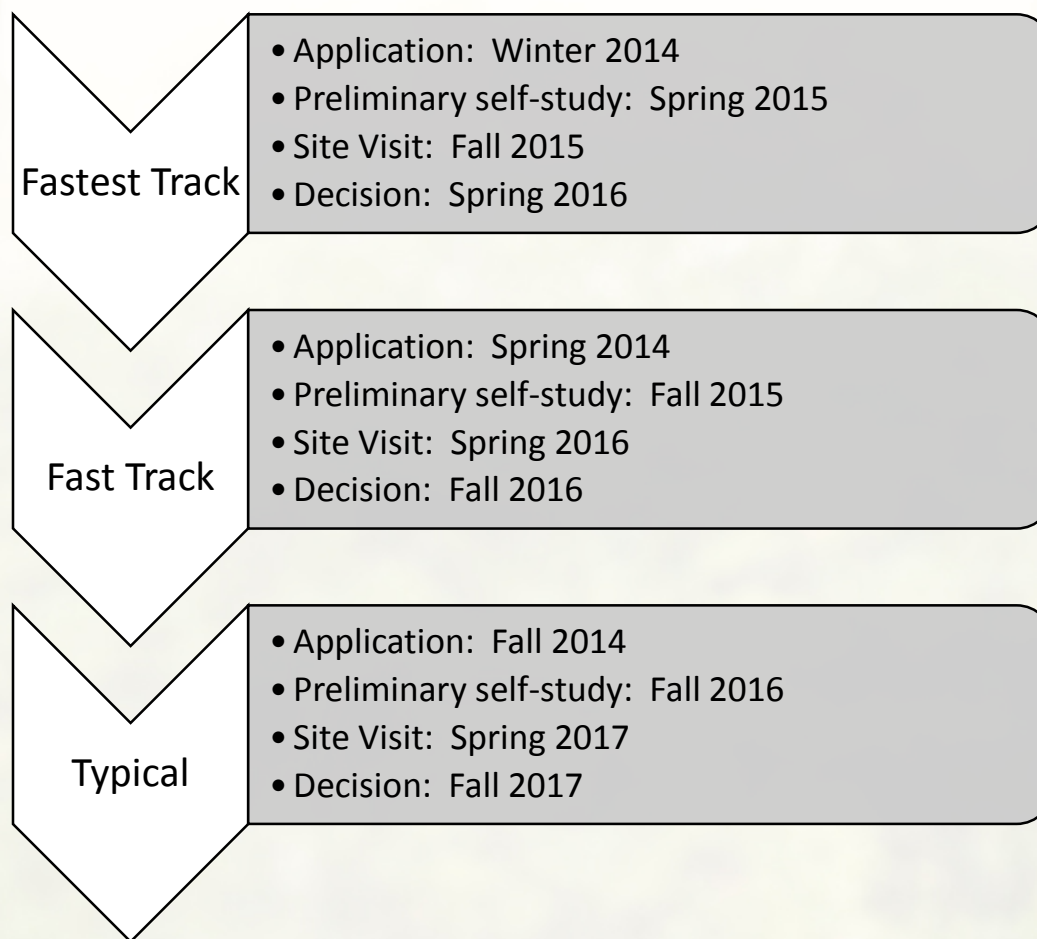 Fastest Track
• Application:  Winter 2014
• Preliminary self-study:  Spring 2015
• Site Visit:  Fall 2015
• Decision:  Spring 2016
Fast Track
• Application:  Spring 2014
• Preliminary self-study:  Fall 2015
• Site Visit:  Spring 2016
• Decision:  Fall 2016
Typical
• Application:  Fall 2014
• Preliminary self-study:  Fall 2016
• Site Visit:  Spring 2017
• Decision:  Fall 2017